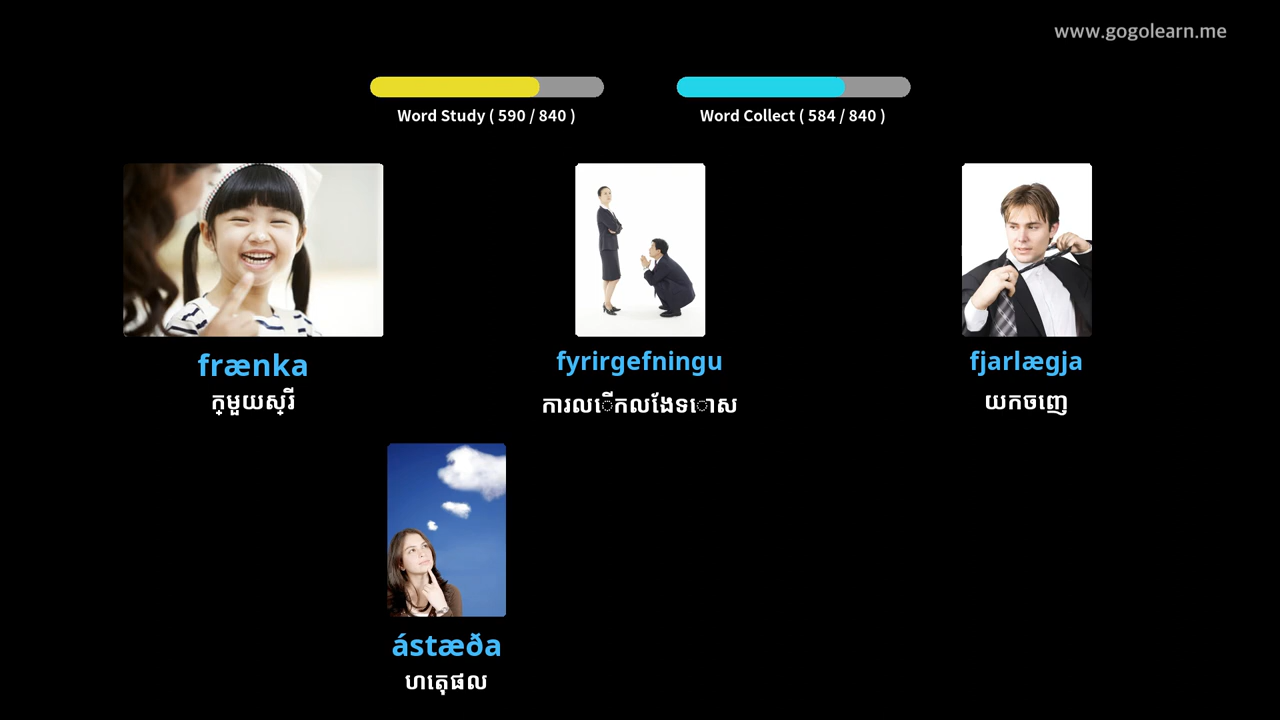 www.gogolearn.me
Word Study ( 590 / 840 )
Word Collect ( 584 / 840 )
frænka
ក្មួយស្រី
fyrirgefningu
ការលើកលែងទោស
fjarlægja
យកចេញ
ástæða
ហេតុផល